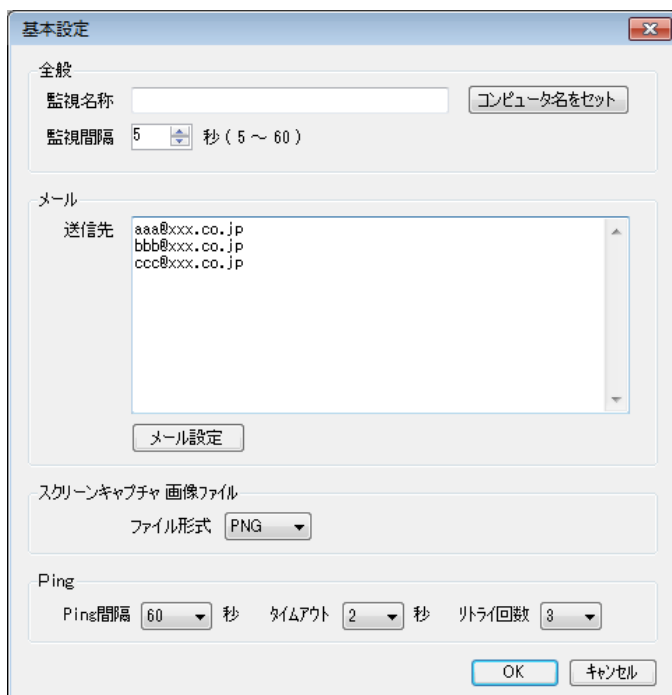 基本設定
全般
監視名称 コンピュータ名をセット
監視間隔 5 秒 ( 5 ～ 60 )
メール
送信先 aaa@xxx.co.jp
bbb@xxx.co.jp
ccc@xxx.co.jp
メール設定
スクリーンキャプチャ 画像ファイル
ファイル形式 PNG
Ping
Ping間隔 60 秒 タイムアウト 2 秒 リトライ回数 3
OK キャンセル